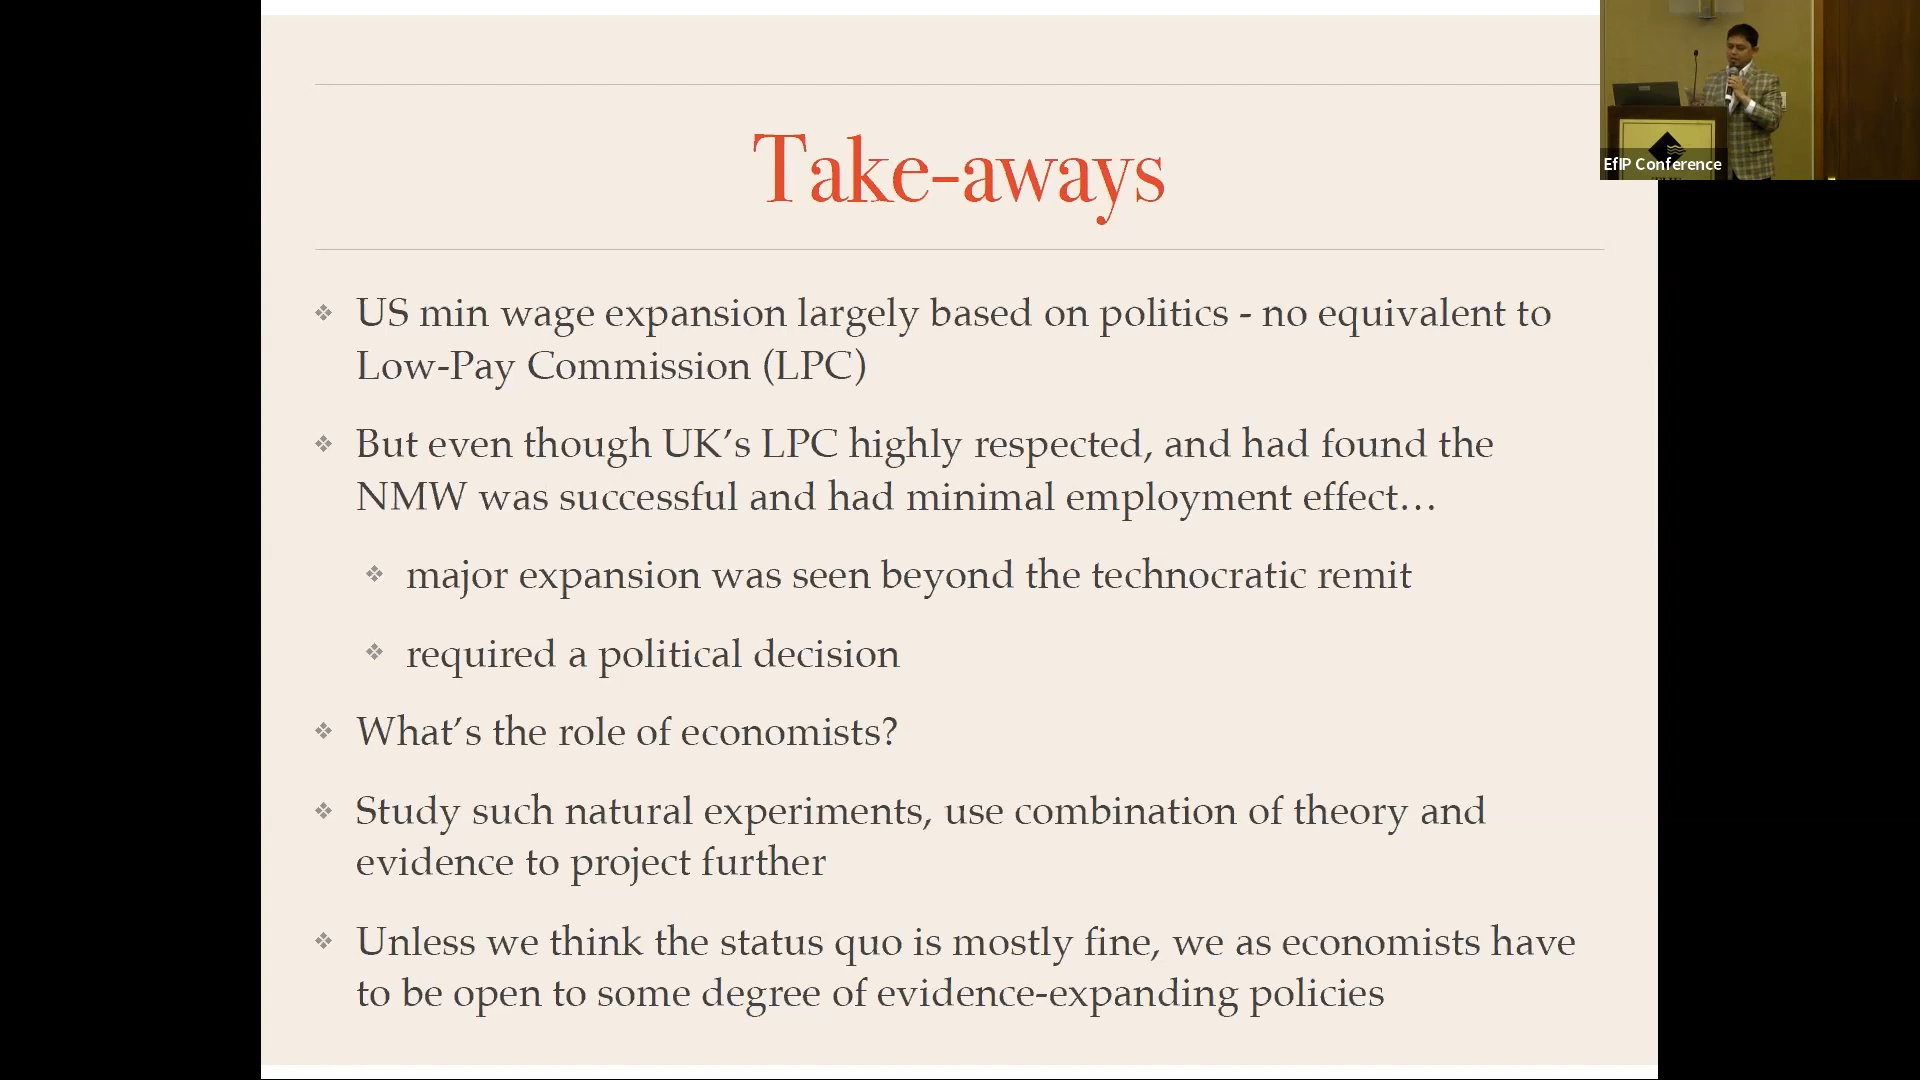 Take-aways
US min wage expansion largely based on politics - no equivalent to
Low-Pay Commission (LPC)
But even though UK’s LPC highly respected, and had found the
NMW was successful and had minimal employment effect…
major expansion was seen beyond the technocratic remit
required a political decision
What’s the role of economists?
Study such natural experiments, use combination of theory and
evidence to project further
Unless we think the status quo is mostly fine, we as economists have
to be open to some degree of evidence-expanding policies
EfIP Conference